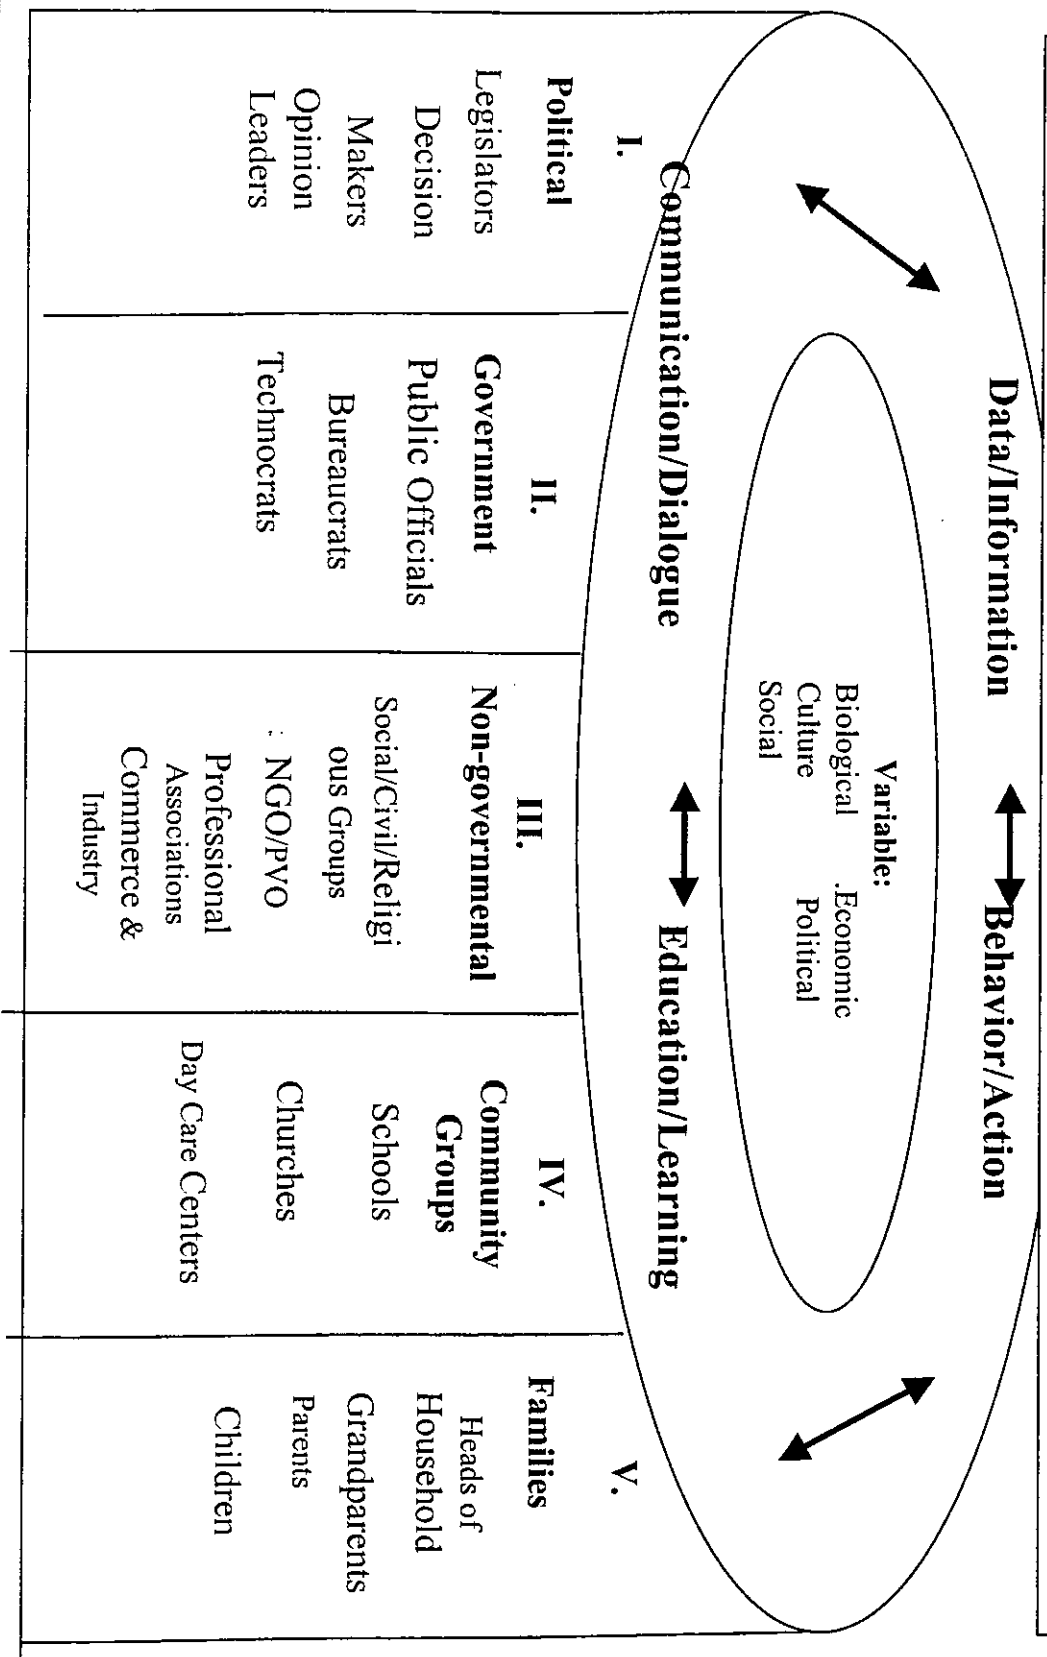 Data/Information
Behavior/Action
Variable:
Biological .Economic
Culture Political
Social
Communication/Dialogue
Education/Learning
I.
Political
Legislators
Decision
Makers
Opinion
Leaders
II.
Government
Public Officials
Bureaucrats
Technocrats
III.
Non-governmental
Social/Civil/Religi
ous Groups
NGO/PVO
Professional
Associations
Commerce &
Industry
IV.
Community
Groups
Schools
Churches
Day Care Centers
V.
Families
Heads of
Household
Grandparents
Parents
Children